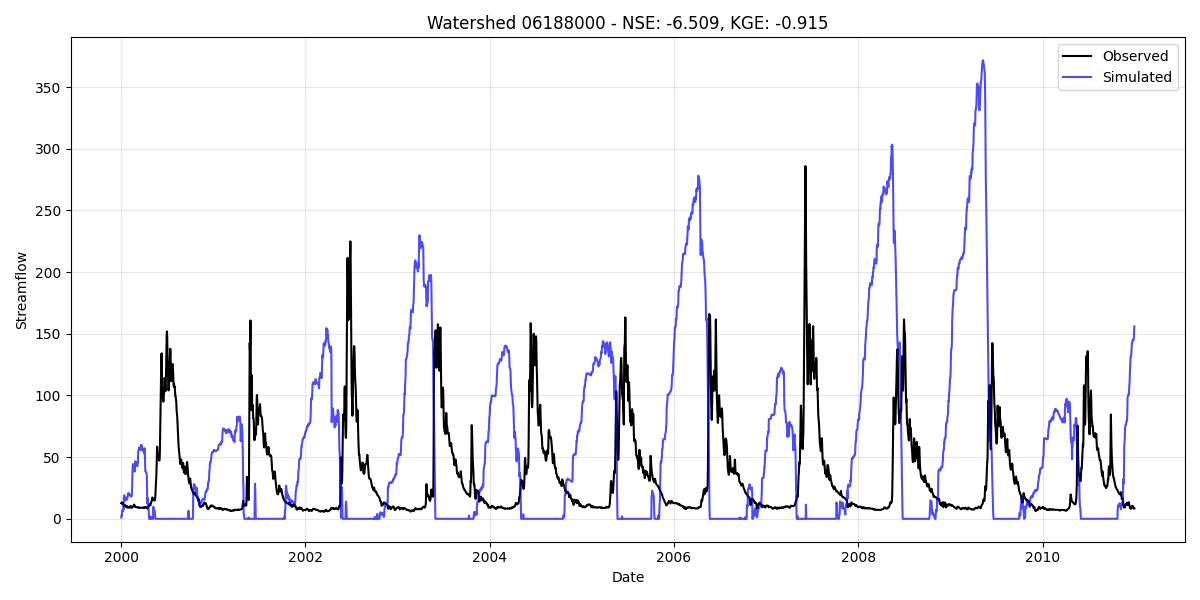 Watershed 06188000 - NSE: -6.509, KGE: -0.915
Observed
Simulated
Streamflow
350
300
250
200
150
100
50
0
2000 2002 2004 2006 2008 2010
Date